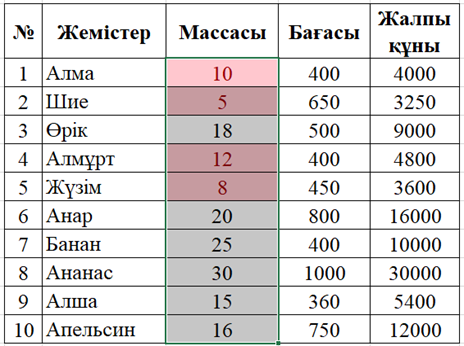 № Жемістер Массасы Бағасы Жалпы құны
1 Алма 10 400 4000
2 Шие 5 650 3250
3 Өрік 18 500 9000
4 Алмұрт 12 400 4800
5 Жүзім 8 450 3600
6 Анар 20 800 16000
7 Банан 25 400 10000
8 Ананас 30 1000 30000
9 Алша 15 360 5400
10 Апельсин 16 750 12000